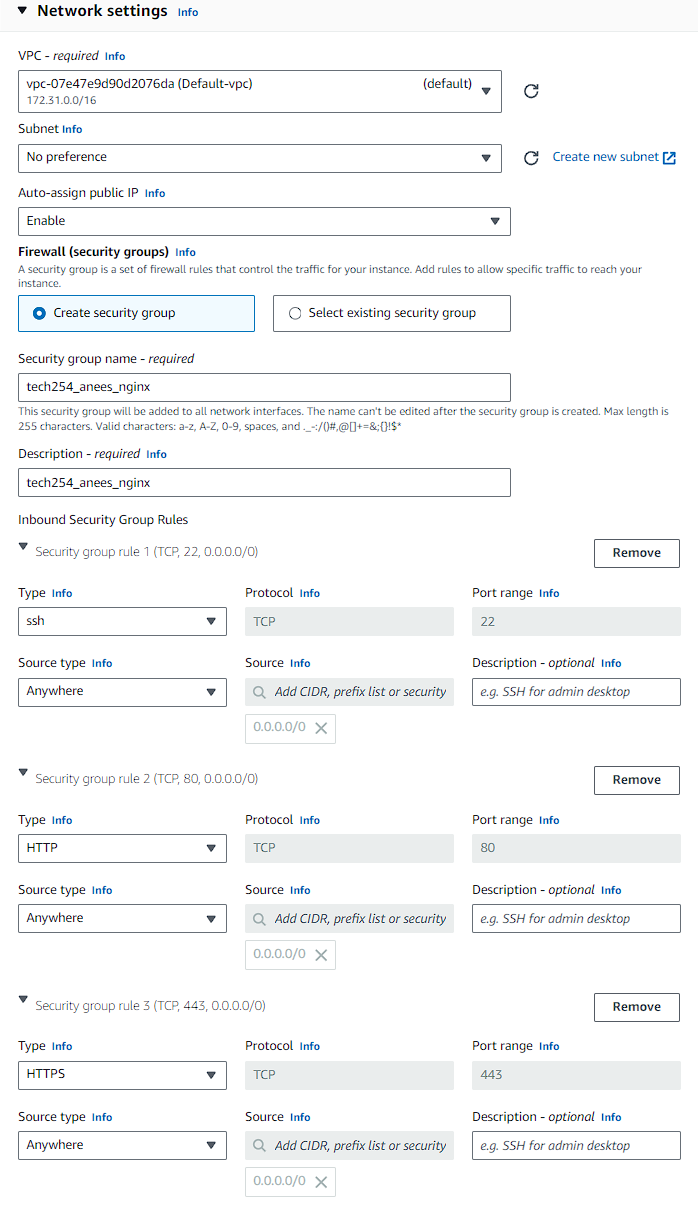 Network settings Info
VPC - required Info
vpc-07e47e9d90d2076da (Default-vpc) (default)
172.31.0.0/16
Subnet Info
No preference
Create new subnet
Auto-assign public IP Info
Enable
Firewall (security groups) Info
A security group is a set of firewall rules that control the traffic for your instance. Add rules to allow specific traffic to reach your
instance.
Create security group
Select existing security group
Security group name - required
tech254_anees_nginx
This security group will be added to all network interfaces. The name can't be edited after the security group is created. Max length is
255 characters. Valid characters: a-z, A-Z, 0-9, spaces, and ._-:/()#,@[]+=&;{}!$*
Description - required Info
tech254_anees_nginx
Inbound Security Group Rules
Security group rule 1 (TCP, 22, 0.0.0.0/0)
Remove
Type Info Protocol Info Port range Info
ssh TCP 22
Source type Info Source Info Description - optional Info
Anywhere Add CIDR, prefix list or security e.g. SSH for admin desktop
0.0.0.0/0
Security group rule 2 (TCP, 80, 0.0.0.0/0)
Remove
Type Info Protocol Info Port range Info
HTTP TCP 80
Source type Info Source Info Description - optional Info
Anywhere Add CIDR, prefix list or security e.g. SSH for admin desktop
0.0.0.0/0
Security group rule 3 (TCP, 443, 0.0.0.0/0)
Remove
Type Info Protocol Info Port range Info
HTTPS TCP 443
Source type Info Source Info Description - optional Info
Anywhere Add CIDR, prefix list or security e.g. SSH for admin desktop
0.0.0.0/0